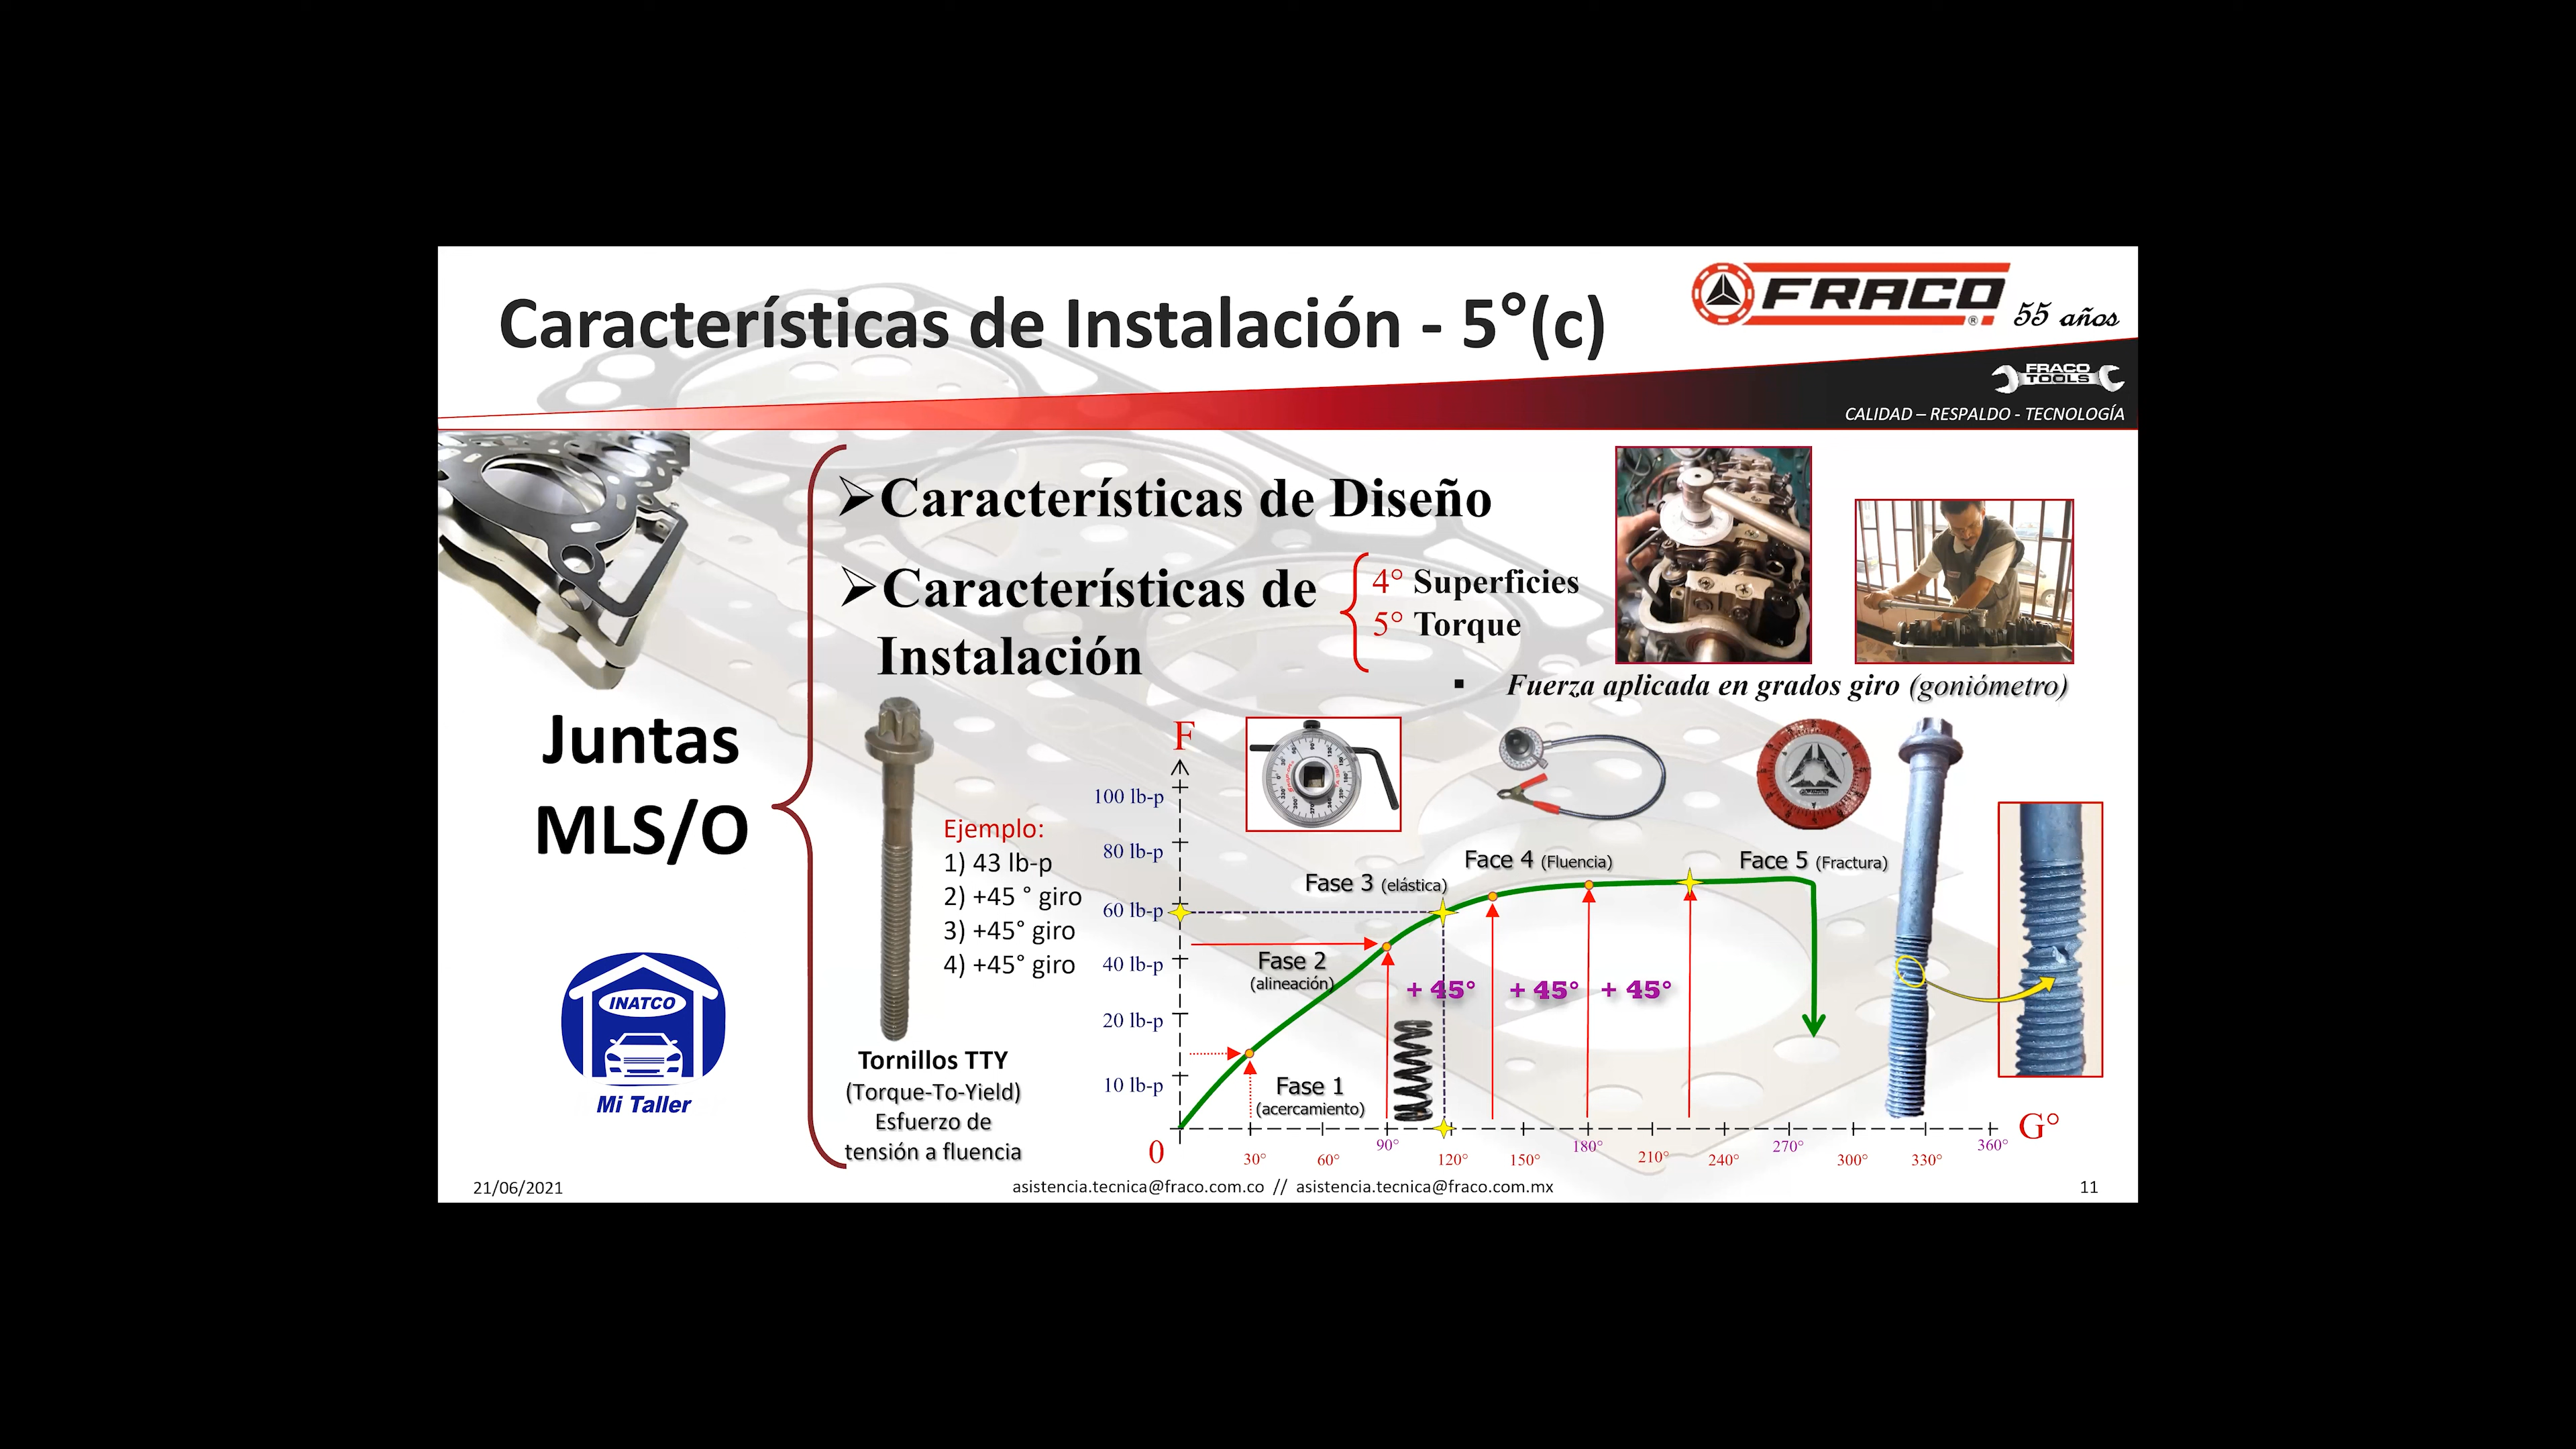 Características de Instalación - 5°(c)
FRACO
®
55 años
FRACO
TOOLS
CALIDAD – RESPALDO - TECNOLOGÍA
➢Características de Diseño
➢Características de
Instalación
4° Superficies
5° Torque
▪ Fuerza aplicada en grados giro (goniómetro)
Juntas
MLS/O
INATCO
Mi Taller
Ejemplo:
1) 43 lb-p
2) +45 ° giro
3) +45° giro
4) +45° giro
Tornillos TTY
(Torque-To-Yield)
Esfuerzo de
tensión a fluencia
F
100 lb-p
80 lb-p
60 lb-p
40 lb-p
20 lb-p
10 lb-p
0
Fase 1
(acercamiento)
Fase 2
(alineación)
Fase 3 (elástica)
Face 4 (Fluencia)
Face 5 (Fractura)
+ 45°
+ 45°
+ 45°
30°
60°
90°
120°
150°
180°
210°
240°
270°
300°
330°
360°
G°
21/06/2021
asistencia.tecnica@fraco.com.co // asistencia.tecnica@fraco.com.mx
11